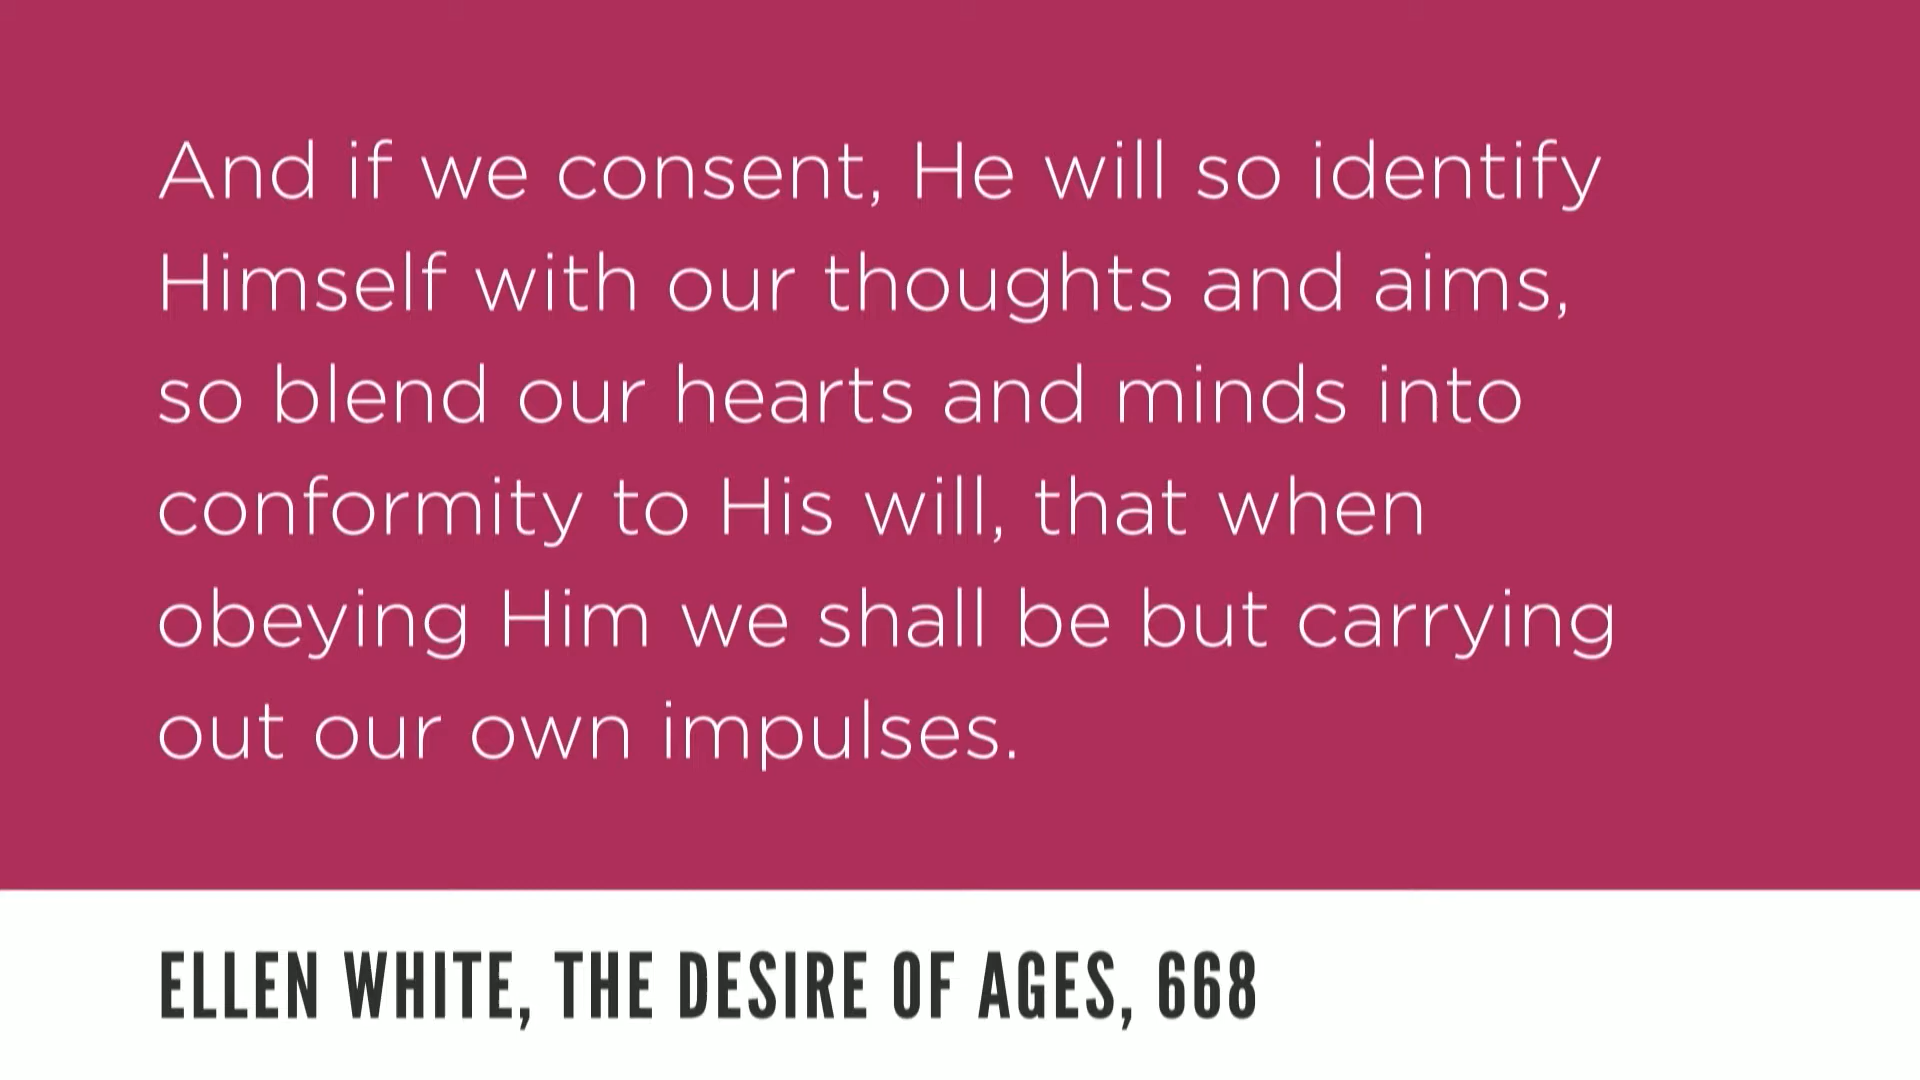 And if we consent, He will so identify
Himself with our thoughts and aims,
so blend our hearts and minds into
conformity to His will, that when
obeying Him we shall be but carrying
out our own impulses.
ELLEN WHITE, THE DESIRE OF AGES, 668